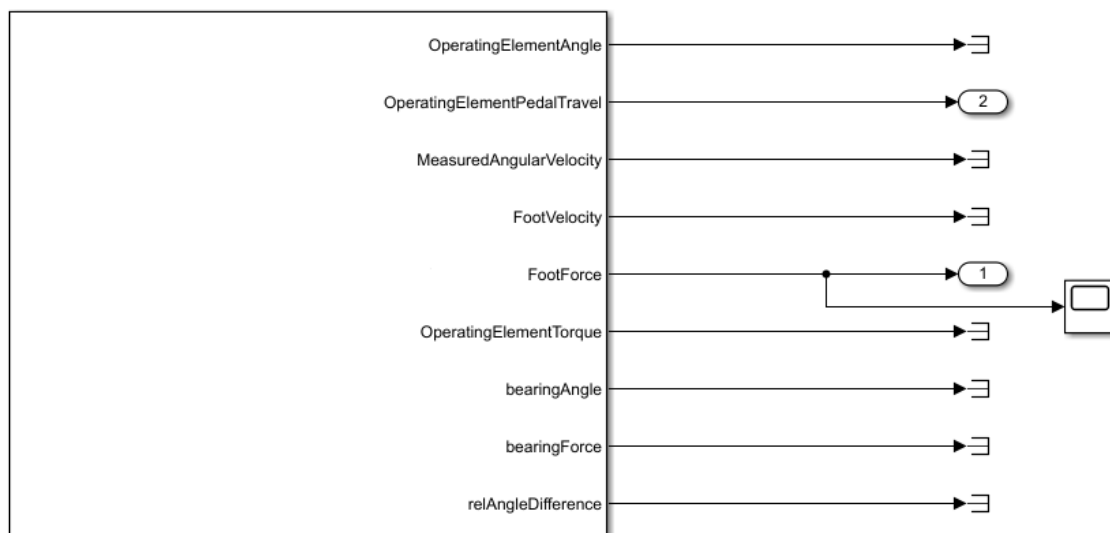 OperatingElementAngle
OperatingElementPedalTravel
2
MeasuredAngularVelocity
FootVelocity
FootForce
1
OperatingElementTorque
bearingAngle
bearingForce
relAngleDifference